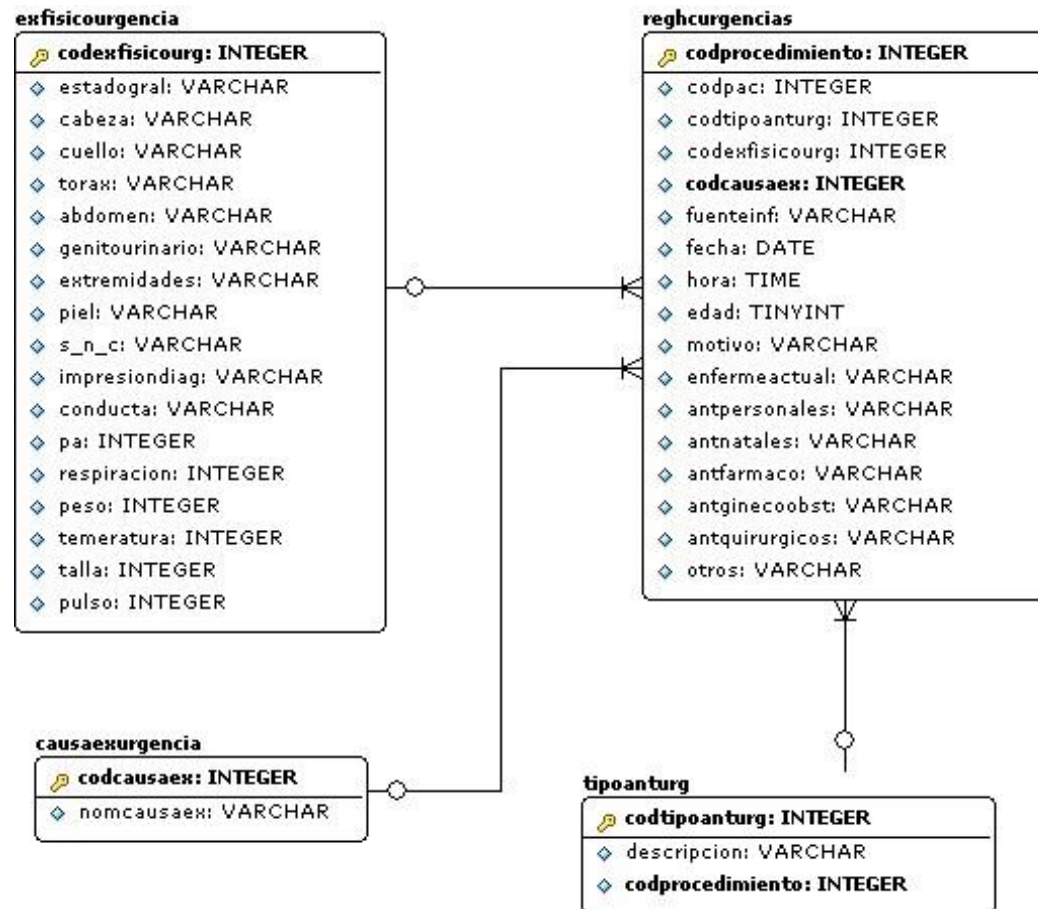 exfisicourgencia
codexfisicourg: INTEGER
estadogral: VARCHAR
cabeza: VARCHAR
cuello: VARCHAR
torax: VARCHAR
abdomen: VARCHAR
genitourinario: VARCHAR
extremidades: VARCHAR
piel: VARCHAR
s_n_c: VARCHAR
impresiondiag: VARCHAR
conducta: VARCHAR
pa: INTEGER
respiracion: INTEGER
peso: INTEGER
temeratura: INTEGER
talla: INTEGER
pulso: INTEGER
reghcurgencias
codprocedimiento: INTEGER
codpac: INTEGER
codtipoanturg: INTEGER
codexfisicourg: INTEGER
codcausaex: INTEGER
fuenteinf: VARCHAR
fecha: DATE
hora: TIME
edad: TINYINT
motivo: VARCHAR
enfermeactual: VARCHAR
antpersonales: VARCHAR
antnatales: VARCHAR
antfarmaco: VARCHAR
antginecoobst: VARCHAR
antquirurgicos: VARCHAR
otros: VARCHAR
causaexurgencia
codcausaex: INTEGER
nomcausaex: VARCHAR
tipoanturg
codtipoanturg: INTEGER
descripcion: VARCHAR
codprocedimiento: INTEGER